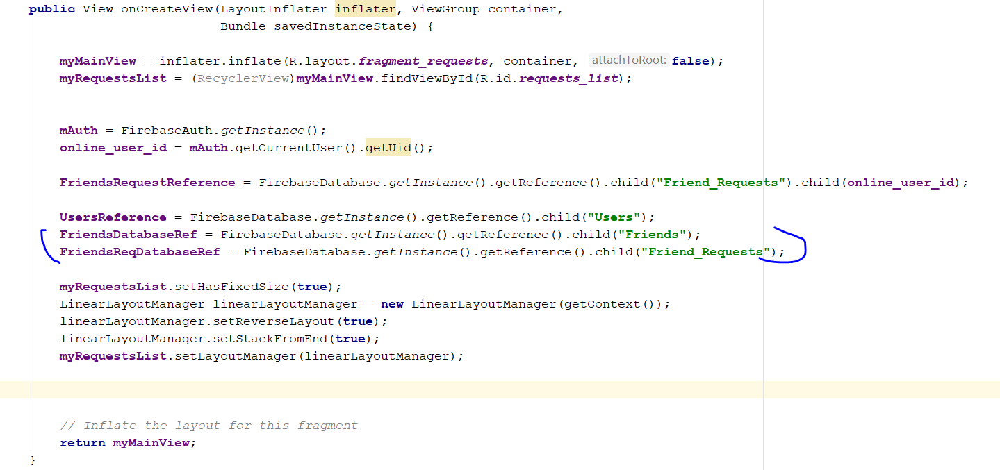 public View onCreateView(LayoutInflater inflater, ViewGroup container,
Bundle savedInstanceState) {
myMainView = inflater.inflate(R.layout.fragment_requests, container, attachToRoot: false);
myRequestsList = (RecyclerView)myMainView.findViewById(R.id.requests_list);
mAuth = FirebaseAuth.getInstance();
online_user_id = mAuth.getCurrentUser().getUid();
FriendsRequestReference = FirebaseDatabase.getInstance().getReference().child("Friend_Requests").child(online_user_id);
UsersReference = FirebaseDatabase.getInstance().getReference().child("Users");
FriendsDatabaseRef = FirebaseDatabase.getInstance().getReference().child("Friends");
FriendsReqDatabaseRef = FirebaseDatabase.getInstance().getReference().child("Friend_Requests");
myRequestsList.setHasFixedSize(true);
LinearLayoutManager linearLayoutManager = new LinearLayoutManager(getContext());
linearLayoutManager.setReverseLayout(true);
linearLayoutManager.setStackFromEnd(true);
myRequestsList.setLayoutManager(linearLayoutManager);
// Inflate the layout for this fragment
return myMainView;
}